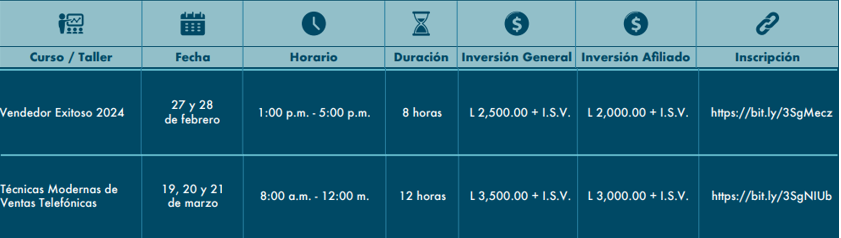 Curso / Taller
Fecha
Horario
Duración
Inversión General
Inversión Afiliado
Inscripción
Vendedor Exitoso 2024
27 y 28
de febrero
1:00 p.m. - 5:00 p.m.
8 horas
L 2,500.00 + I.S.V.
L 2,000.00 + I.S.V.
https://bit.ly/3SgMecz
Técnicas Modernas de
Ventas Telefónicas
19, 20 y 21
de marzo
8:00 a.m. - 12:00 m.
12 horas
L 3,500.00 + I.S.V.
L 3,000.00 + I.S.V.
https://bit.ly/3SgNIUb